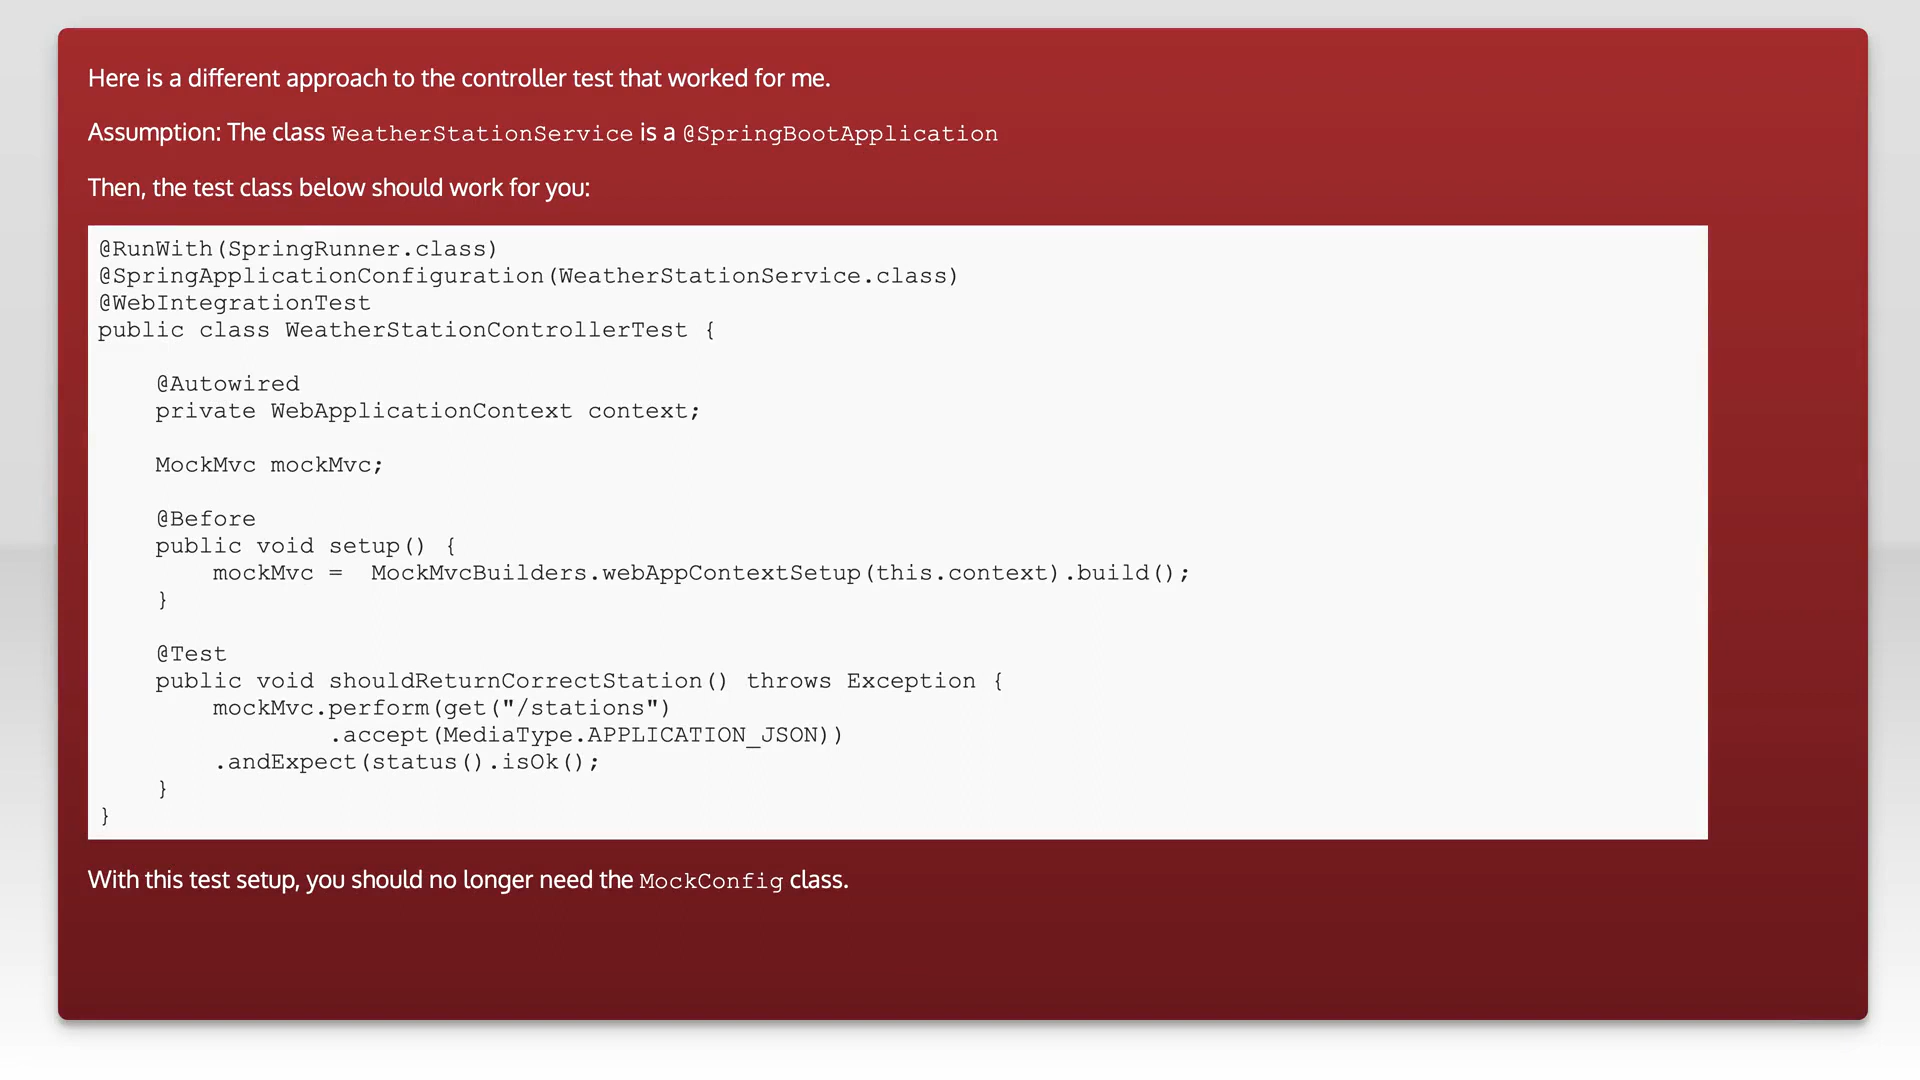 Here is a different approach to the controller test that worked for me.
Assumption: The class WeatherStationService is a @SpringBootApplication
Then, the test class below should work for you:
@RunWith(SpringRunner.class)
@SpringApplicationConfiguration(WeatherStationService.class)
@WebIntegrationTest
public class WeatherStationControllerTest {
    @Autowired
    private WebApplicationContext context;
    MockMvc mockMvc;
    @Before
    public void setup() {
        mockMvc =  MockMvcBuilders.webAppContextSetup(this.context).build();
    }
    @Test
    public void shouldReturnCorrectStation() throws Exception {
        mockMvc.perform(get("/stations")
                .accept(MediaType.APPLICATION_JSON))
        .andExpect(status().isOk();
    }
}
With this test setup, you should no longer need the MockConfig class.